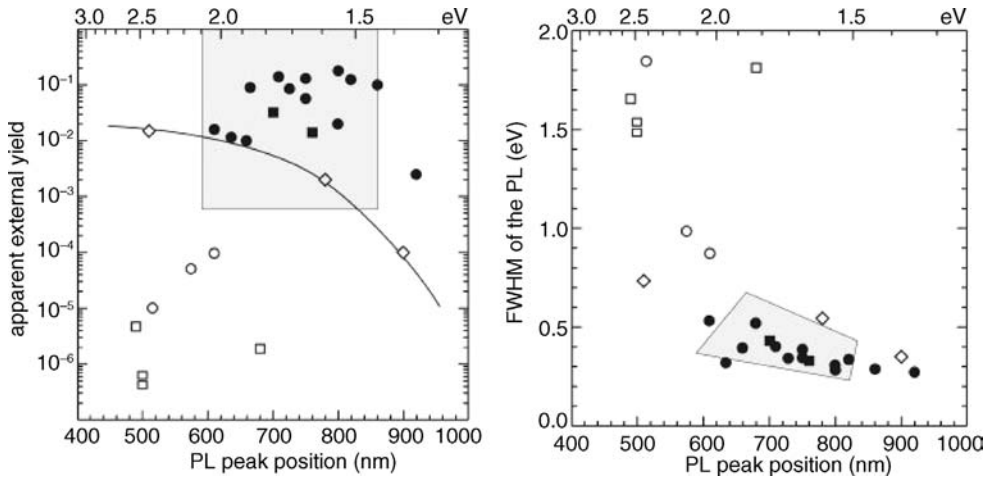 3.0 2.5 2.0 1.5 eV
10⁻¹
10⁻²
10⁻³
10⁻⁴
10⁻⁵
10⁻⁶
apparent external yield
400 500 600 700 800 900 1000
PL peak position (nm)
3.0 2.5 2.0 1.5 eV
2.0
1.5
1.0
0.5
0.0
FWHM of the PL (eV)
400 500 600 700 800 900 1000
PL peak position (nm)